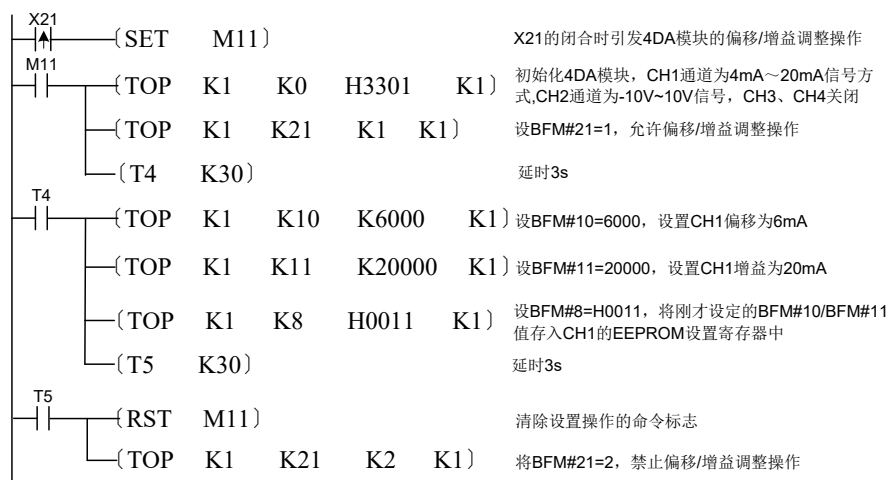 X21
〔SET M11〕 X21的闭合时引发4DA模块的偏移/增益调整操作
M11
〔TOP K1 K0 H3301 K1〕 初始化4DA模块，CH1通道为4mA～20mA信号方
式,CH2通道为-10V~10V信号，CH3、CH4关闭
〔TOP K1 K21 K1 K1〕 设BFM#21=1，允许偏移/增益调整操作
〔T4 K30〕 延时3s
T4
〔TOP K1 K10 K6000 K1〕 设BFM#10=6000，设置CH1偏移为6mA
〔TOP K1 K11 K20000 K1〕 设BFM#11=20000，设置CH1增益为20mA
〔TOP K1 K8 H0011 K1〕 设BFM#8=H0011，将刚才设定的BFM#10/BFM#11
值存入CH1的EEPROM设置寄存器中
〔T5 K30〕 延时3s
T5
〔RST M11〕 清除设置操作的命令标志
〔TOP K1 K21 K2 K1〕 将BFM#21=2，禁止偏移/增益调整操作